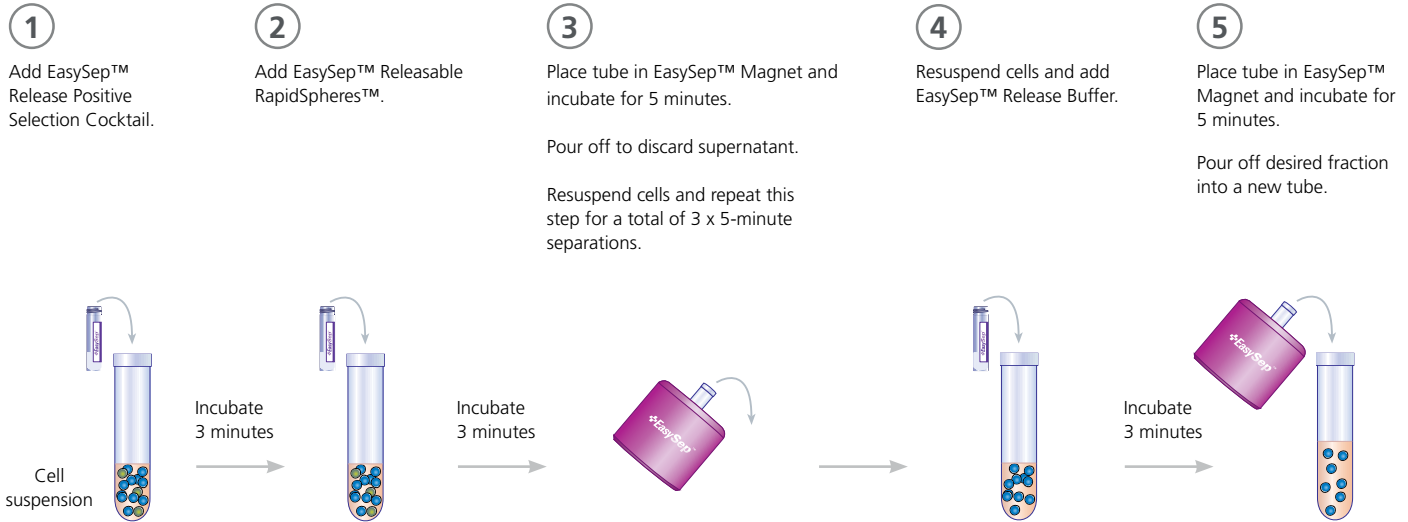 1
Add EasySep™
Release Positive
Selection Cocktail.
2
Add EasySep™ Releasable
RapidSpheres™.
3
Place tube in EasySep™ Magnet and
incubate for 5 minutes.
Pour off to discard supernatant.
Resuspend cells and repeat this
step for a total of 3 x 5-minute
separations.
4
Resuspend cells and add
EasySep™ Release Buffer.
5
Place tube in EasySep™
Magnet and incubate for
5 minutes.
Pour off desired fraction
into a new tube.
EasySep
Cell
suspension
Incubate
3 minutes
EasySep
Incubate
3 minutes
EasySep™
EasySep
Incubate
3 minutes
EasySep™